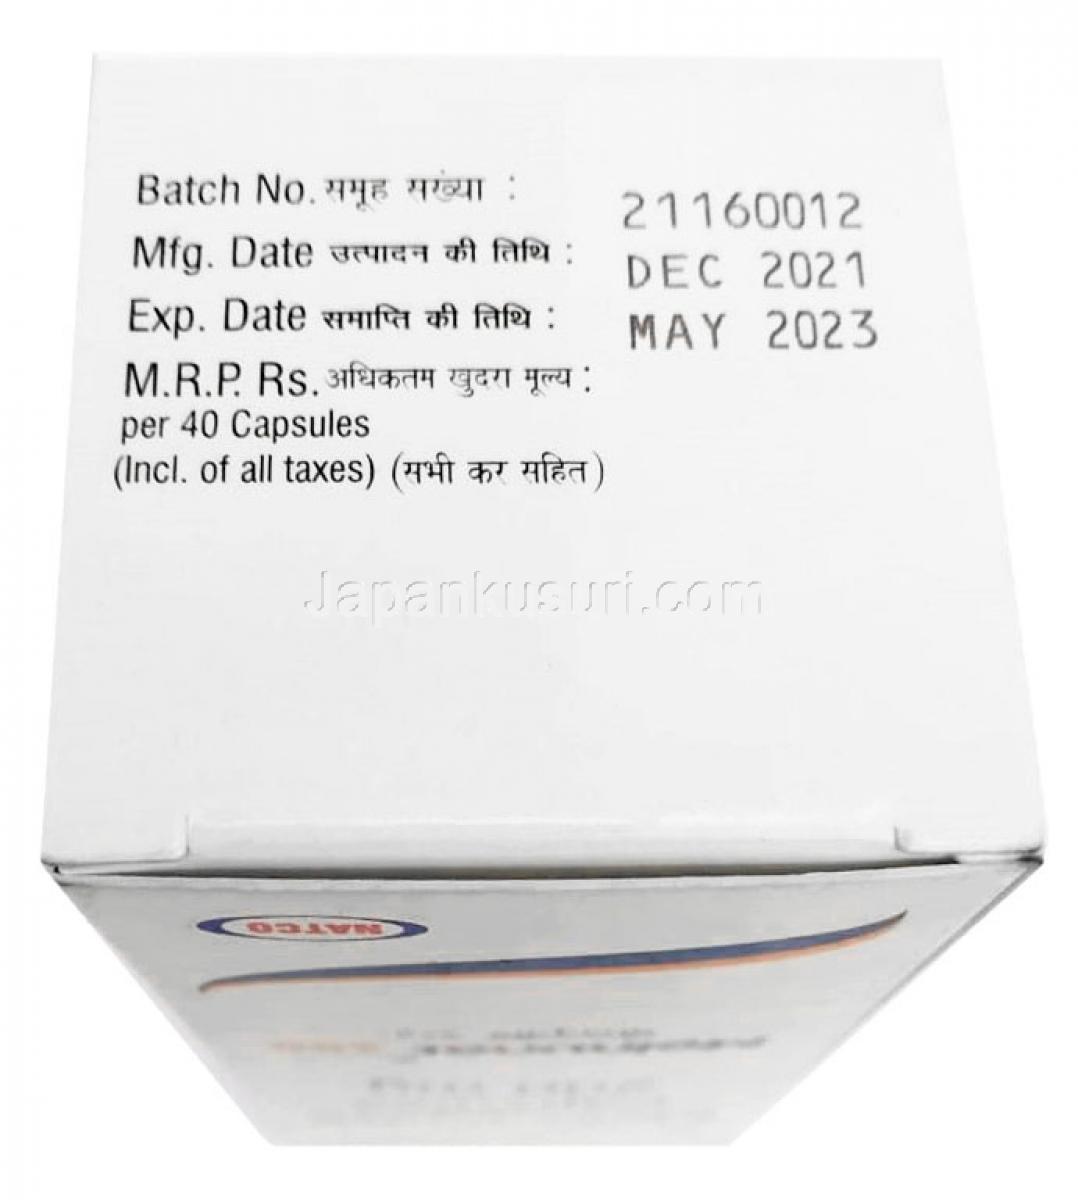 Batch No. समूह सख्या : 21160012
Mfg. Date उत्पादन की तिथि : DEC 2021
Exp. Date समाप्ति की तिथि : MAY 2023
M.R.P. Rs. अधिकतम खुदरा मूल्य :
per 40 Capsules
(Incl. of all taxes) (सभी कर सहित)
Japankusuri.com
NATCO